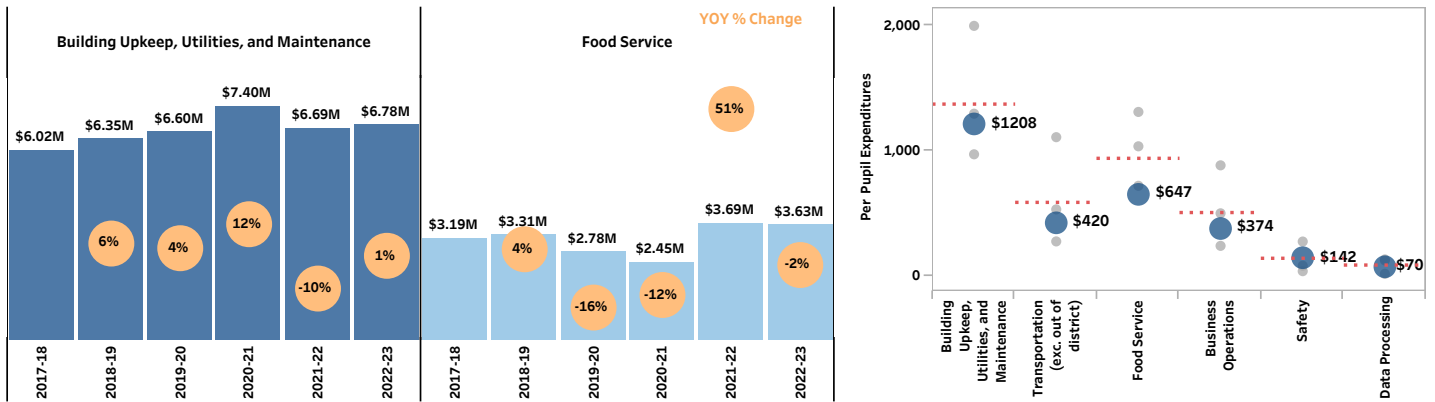 YOY % Change
Building Upkeep, Utilities, and Maintenance
Food Service
$6.02M
$6.35M
$6.60M
$7.40M
$6.69M
$6.78M
6%
4%
12%
-10%
1%
$3.19M
$3.31M
$2.78M
$2.45M
$3.69M
$3.63M
4%
-16%
-12%
51%
-2%
2017-18
2018-19
2019-20
2020-21
2021-22
2022-23
2017-18
2018-19
2019-20
2020-21
2021-22
2022-23
Per Pupil Expenditures
2,000
1,000
0
$1208
$420
$647
$374
$142
$70
Building
Upkeep,
Utilities, and
Maintenance
Transportation
(exc. out of
district)
Food Service
Business
Operations
Safety
Data Processing